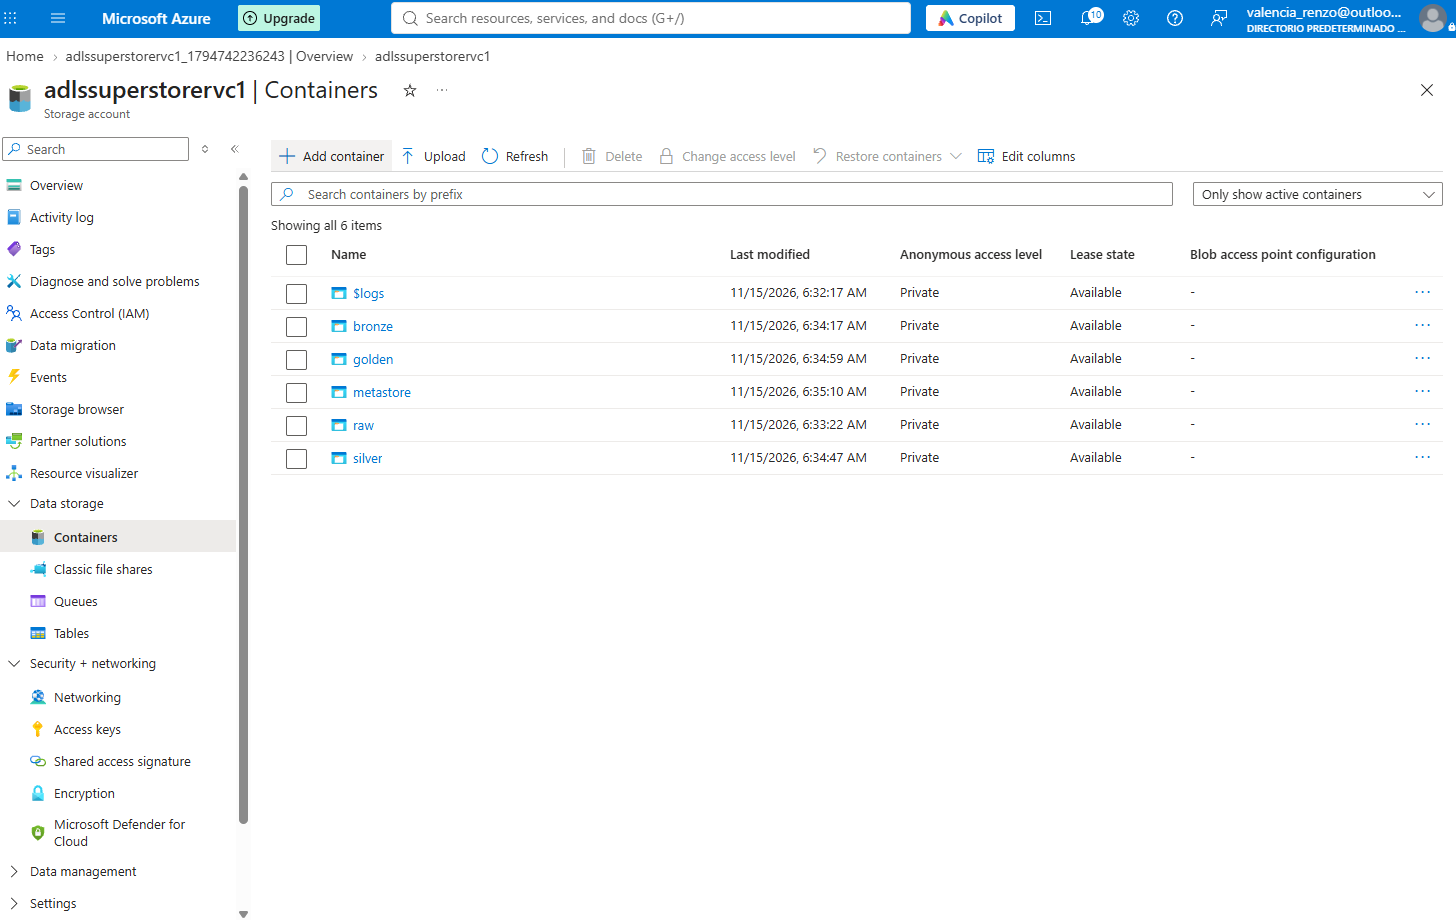 Microsoft Azure
Upgrade
Search resources, services, and docs (G+/)
Copilot
10
valencia_renzo@outloo...
DIRECTORIO PREDETERMINADO ...
Home > adlssuperstorervc1_1794742236243 | Overview > adlssuperstorervc1
adlssuperstorervc1 | Containers
Storage account
Search
Overview
Activity log
Tags
Diagnose and solve problems
Access Control (IAM)
Data migration
Events
Storage browser
Partner solutions
Resource visualizer
Data storage
Containers
Classic file shares
Queues
Tables
Security + networking
Networking
Access keys
Shared access signature
Encryption
Microsoft Defender for
Cloud
Data management
Settings
Add container Upload Refresh Delete Change access level Restore containers Edit columns
Search containers by prefix
Only show active containers
Showing all 6 items
Name Last modified Anonymous access level Lease state Blob access point configuration
$logs 11/15/2026, 6:32:17 AM Private Available -
bronze 11/15/2026, 6:34:17 AM Private Available -
golden 11/15/2026, 6:34:59 AM Private Available -
metastore 11/15/2026, 6:35:10 AM Private Available -
raw 11/15/2026, 6:33:22 AM Private Available -
silver 11/15/2026, 6:34:47 AM Private Available -